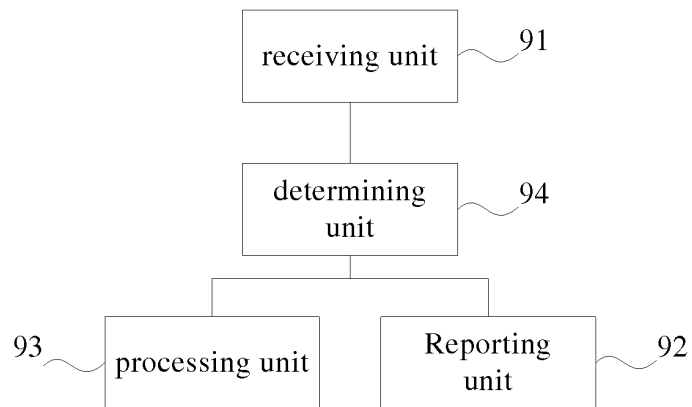 receiving unit
91
determining
unit
94
93
processing unit
Reporting
unit
92